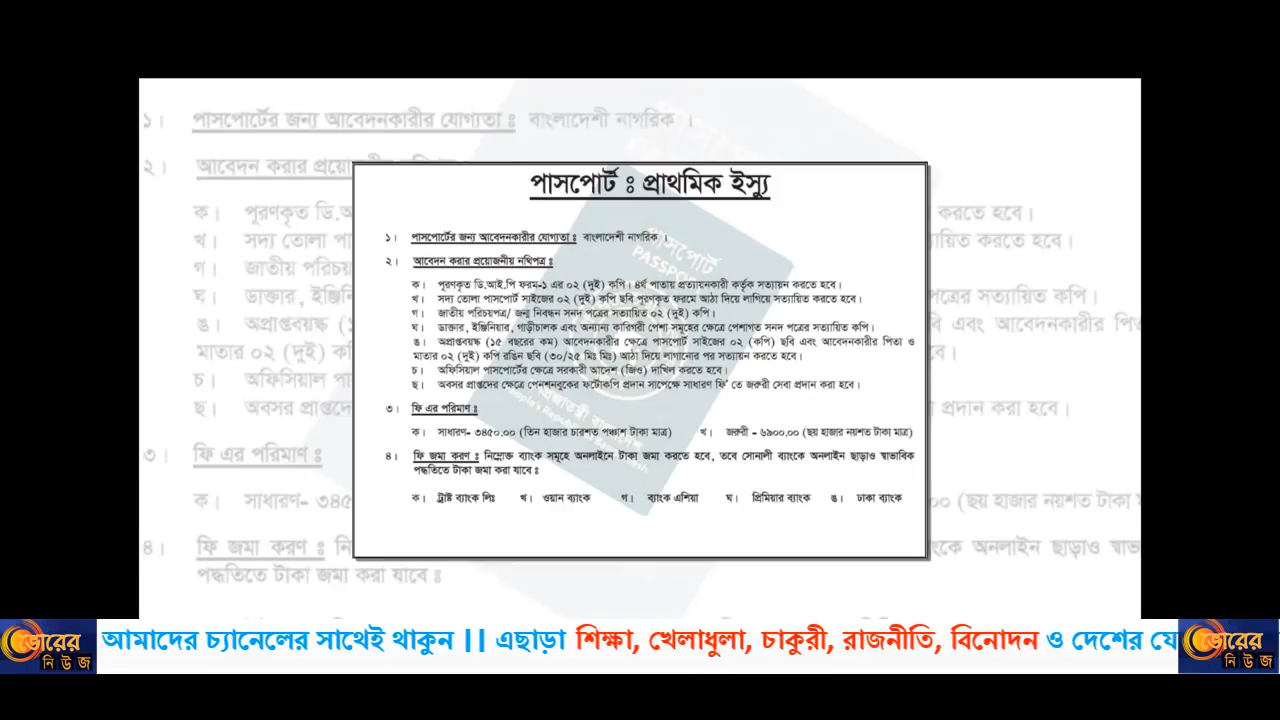 পাসপোর্ট ঃ প্রাথমিক ইস্যু
১। পাসপোর্টের জন্য আবেদনকারীর যোগ্যতা ঃ বাংলাদেশী নাগরিক ।
২। আবেদন করার প্রয়োজনীয় নথিপত্র ঃ
ক। পূরণকৃত ডি.আই.পি ফরম-১ এর ০২ (দুই) কপি। ৪র্থ পাতায় প্রত্যায়নকারী কর্তৃক সত্যায়ন করতে হবে।
খ। সদ্য তোলা পাসপোর্ট সাইজের ০২ (দুই) কপি ছবি পূরণকৃত ফরমে আঠা দিয়ে লাগিয়ে সত্যায়িত করতে হবে।
গ। জাতীয় পরিচয়পত্র/ জন্ম নিবন্ধন সনদ পত্রের সত্যায়িত ০২ (দুই) কপি।
ঘ। ডাক্তার, ইঞ্জিনিয়ার, গাড়ীচালক এবং অন্যান্য কারিগরী পেশা সমূহের ক্ষেত্রে পেশাগত সনদ পত্রের সত্যায়িত কপি।
ঙ। অপ্রাপ্তবয়স্ক (১৫ বছরের কম) আবেদনকারীর ক্ষেত্রে পাসপোর্ট সাইজের ০২ (কপি) ছবি এবং আবেদনকারীর পিতা ও
মাতার ০২ (দুই) কপি রঙিন ছবি (৩০/২৫ মিঃ মিঃ) আঠা দিয়ে লাগানোর পর সত্যায়ন করতে হবে।
চ। অফিসিয়াল পাসপোর্টের ক্ষেত্রে সরকারী আদেশ (জিও) দাখিল করতে হবে।
ছ। অবসর প্রাপ্তদের ক্ষেত্রে পেনশনবুকের ফটোকপি প্রদান সাপেক্ষে সাধারণ ফি' তে জরুরী সেবা প্রদান করা হবে।
৩। ফি এর পরিমাণ ঃ
ক। সাধারণ- ৩৪৫০.০০ (তিন হাজার চারশত পঞ্চাশ টাকা মাত্র) খ। জরুরী - ৬৯০০.০০ (ছয় হাজার নয়শত টাকা মাত্র)
৪। ফি জমা করণ ঃ নিম্নোক্ত ব্যাংক সমূহে অনলাইনে টাকা জমা করতে হবে, তবে সোনালী ব্যাংকে অনলাইন ছাড়াও স্বাভাবিক
পদ্ধতিতে টাকা জমা করা যাবে ঃ
ক। ট্রাষ্ট ব্যাংক লিঃ খ। ওয়ান ব্যাংক গ। ব্যাংক এশিয়া ঘ। প্রিমিয়ার ব্যাংক ঙ। ঢাকা ব্যাংক
ভোরের নিউজ আমাদের চ্যানেলের সাথেই থাকুন || এছাড়া শিক্ষা, খেলাধুলা, চাকুরী, রাজনীতি, বিনোদন ও দেশের যে ভোরের নিউজ